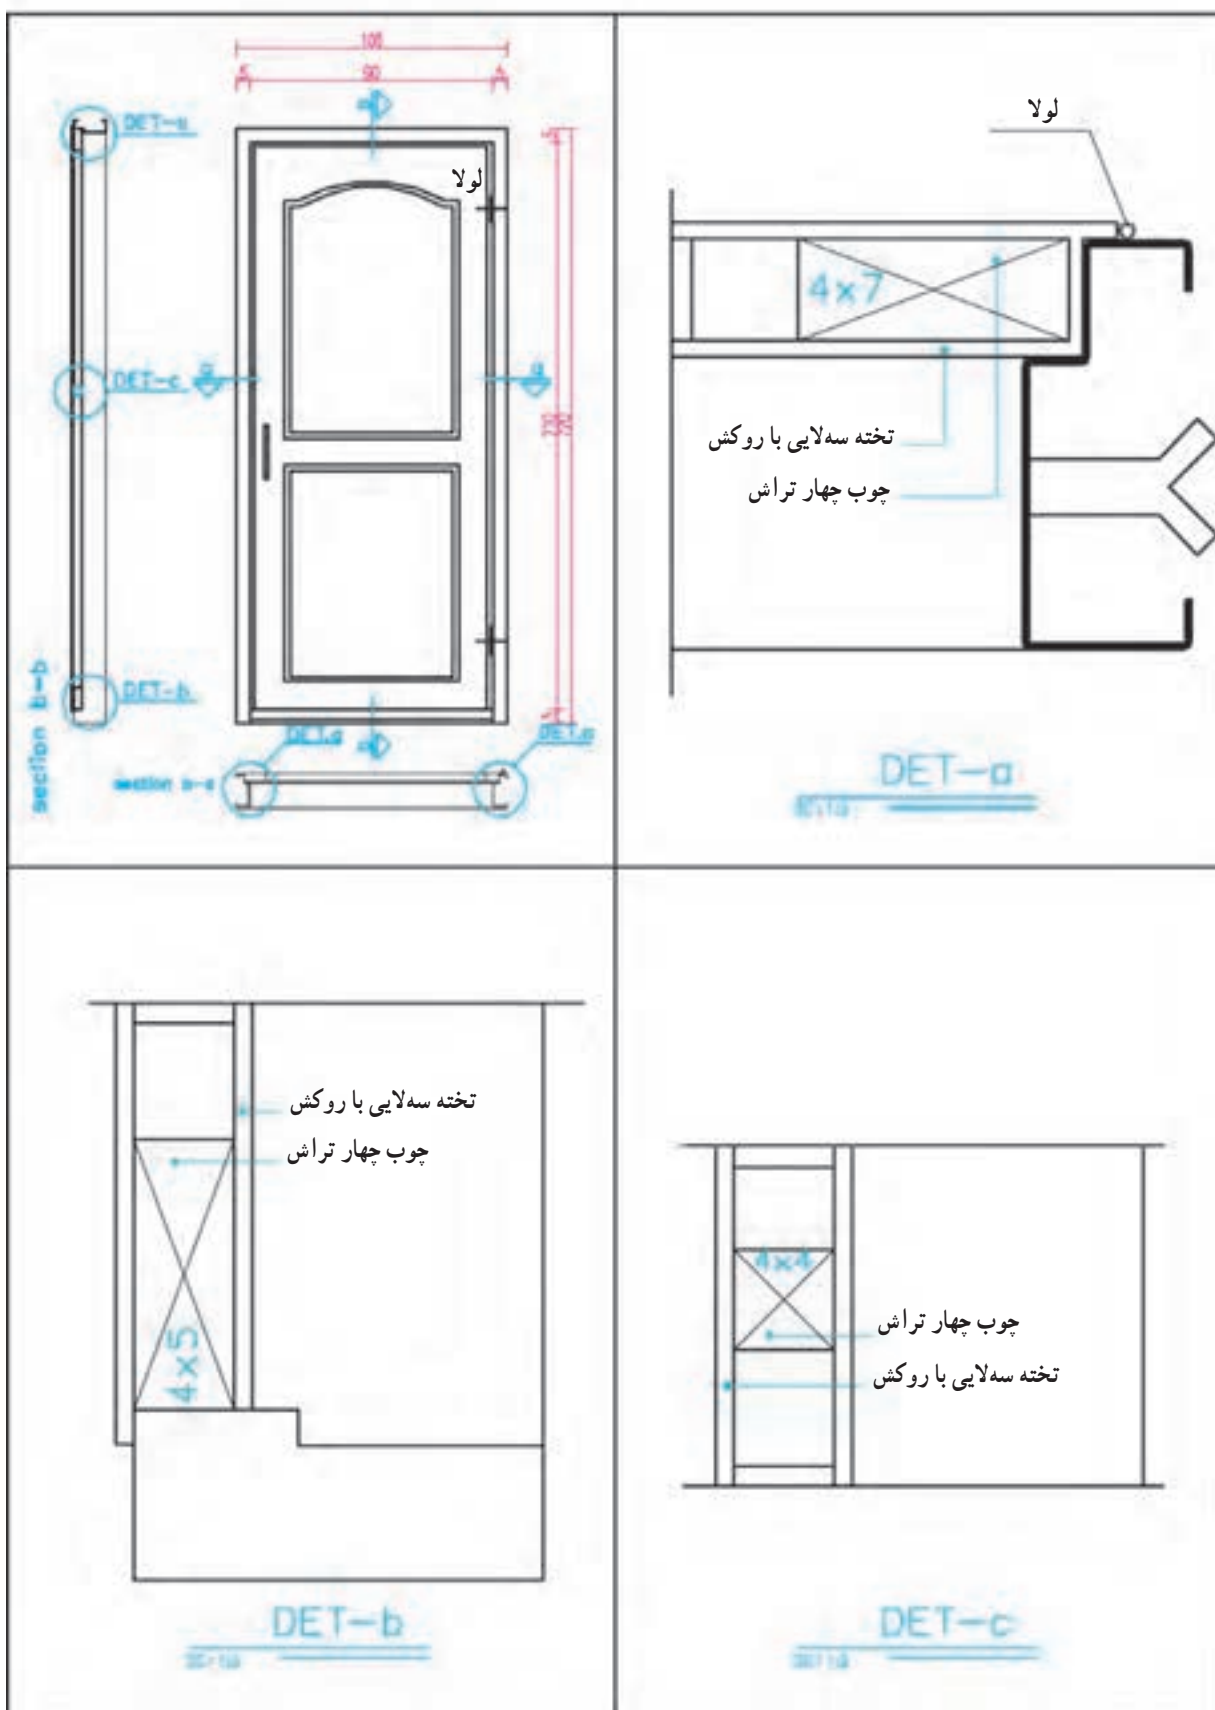 90
DET-a
لولا
DET-c
DET-b
section b-b
DET.a
DET.a
لولا
4×7
تخته سه‌لایی با روکش
چوب چهار تراش
DET-a
تخته سه‌لایی با روکش
چوب چهار تراش
4×5
DET-b
4×4
چوب چهار تراش
تخته سه‌لایی با روکش
DET-c